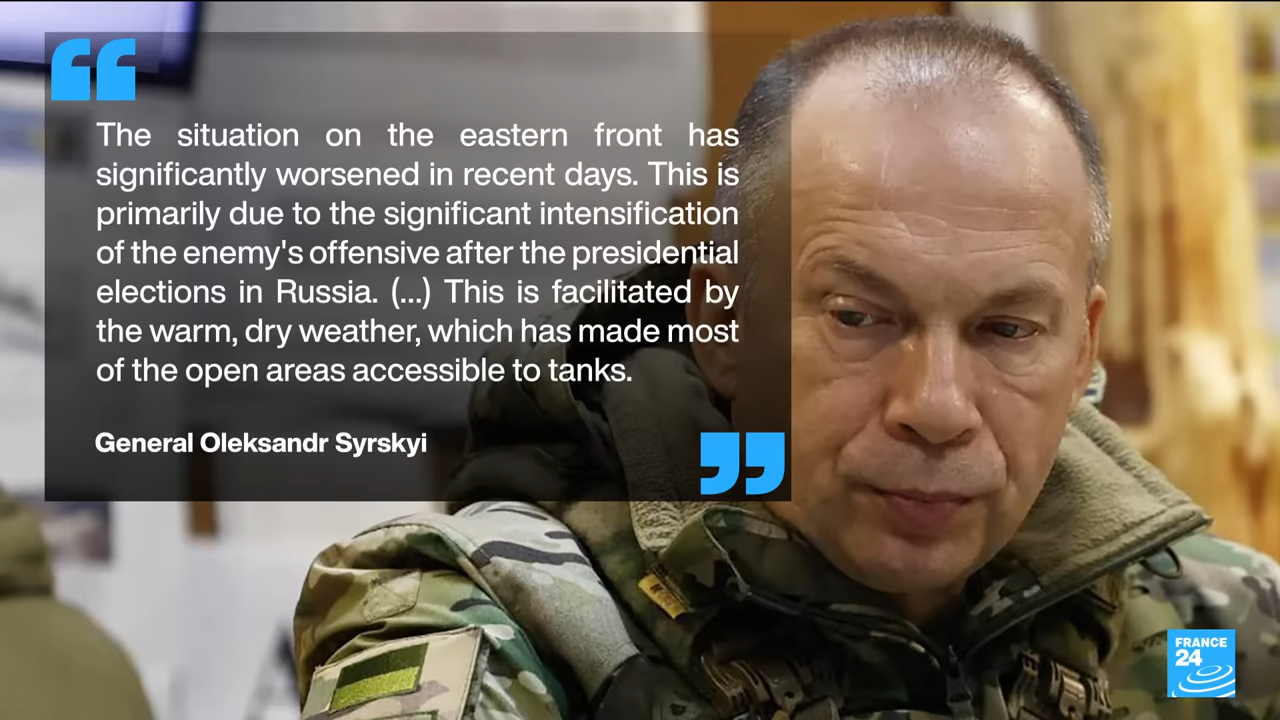 The situation on the eastern front has
significantly worsened in recent days. This is
primarily due to the significant intensification
of the enemy's offensive after the presidential
elections in Russia. (...) This is facilitated by
the warm, dry weather, which has made most
of the open areas accessible to tanks.
General Oleksandr Syrskyi
FRANCE
24